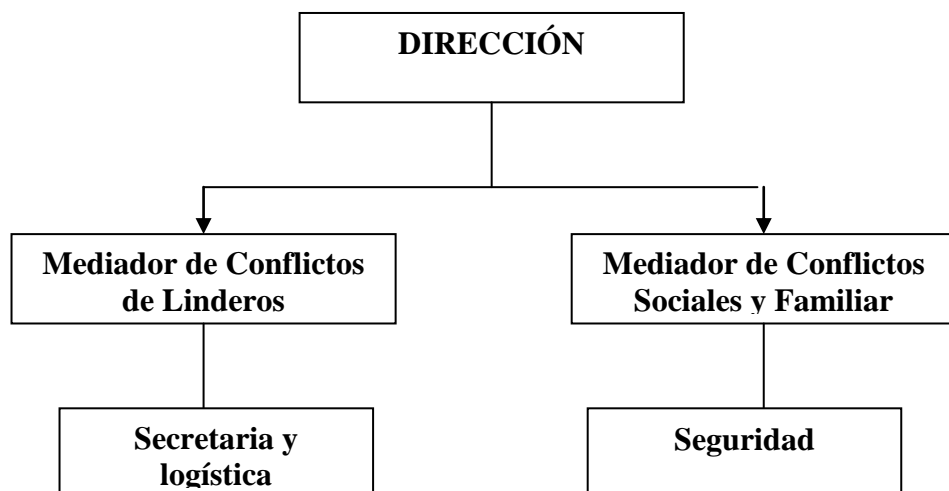 DIRECCIÓN
Mediador de Conflictos
de Linderos
Mediador de Conflictos
Sociales y Familiar
Secretaria y
logística
Seguridad